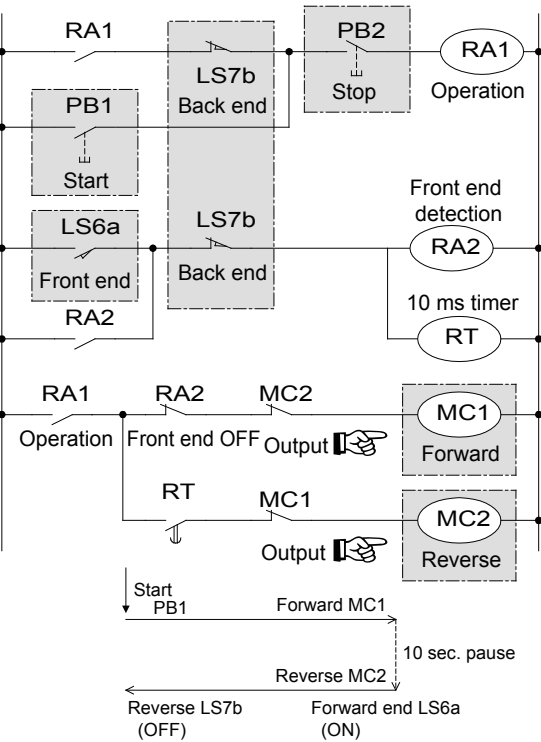 RA1
PB2
RA1
LS7b
Back end
Stop
Operation
PB1
Start
Front end
detection
LS6a
LS7b
RA2
Front end
Back end
10 ms timer
RA2
RT
RA1
RA2
MC2
MC1
Operation
Front end OFF
Output
Forward
RT
MC1
MC2
Output
Reverse
Start
PB1
Forward MC1
10 sec. pause
Reverse MC2
Reverse LS7b
(OFF)
Forward end LS6a
(ON)